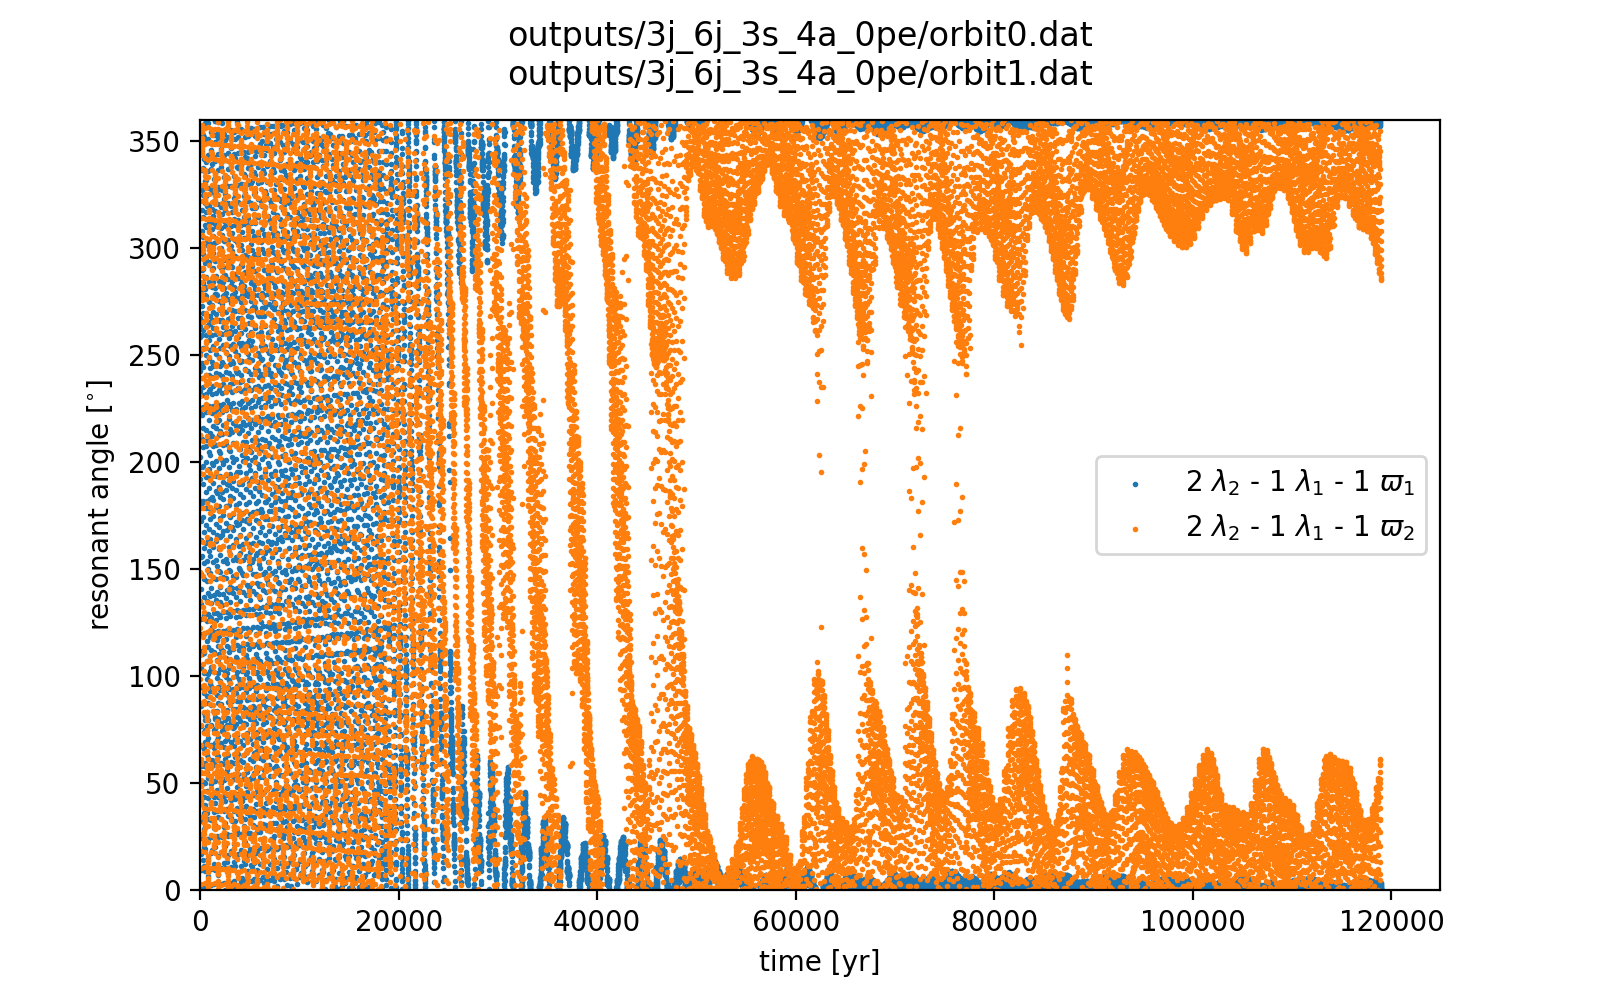 outputs/3j_6j_3s_4a_0pe/orbit0.dat
outputs/3j_6j_3s_4a_0pe/orbit1.dat
350
300
250
200
150
100
50
0
resonant angle [°]
2 λ₂ - 1 λ₁ - 1 ϖ₁
2 λ₂ - 1 λ₁ - 1 ϖ₂
0 20000 40000 60000 80000 100000 120000
time [yr]